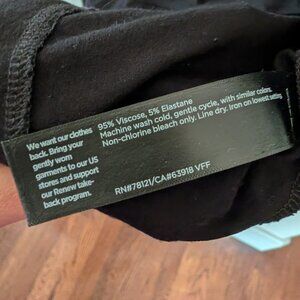 We want our clothes
back. Bring your
gently worn
garments to our US
stores and support
our Renew take-
back program.
95% Viscose, 5% Elastane
Machine wash cold, gentle cycle, with similar colors.
Non-chlorine bleach only. Line dry. Iron on lowest setting
RN#78121/CA#63918 VFF